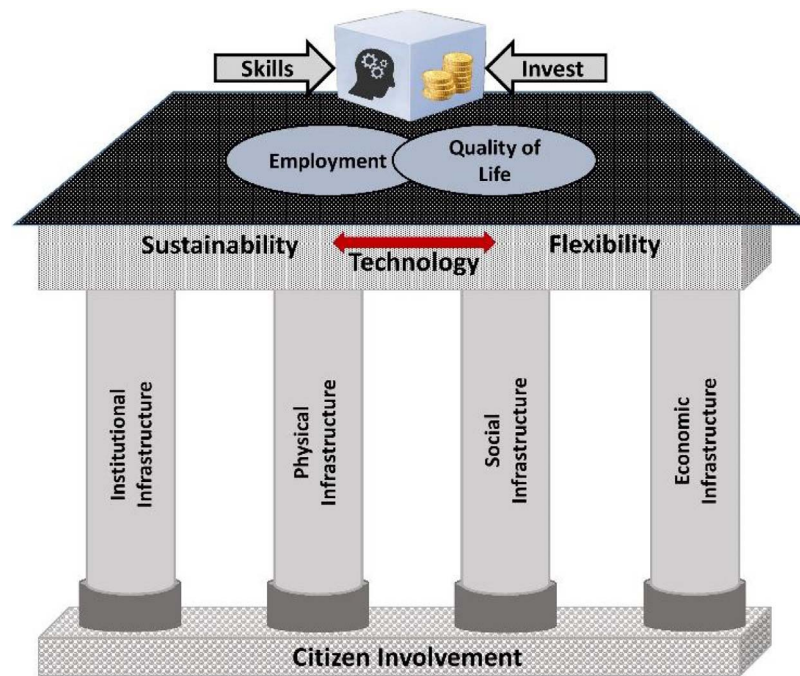 Skills
Invest
Employment
Quality of
Life
Sustainability
Flexibility
Technology
Institutional
Infrastructure
Physical
Infrastructure
Social
Infrastructure
Economic
Infrastructure
Citizen Involvement